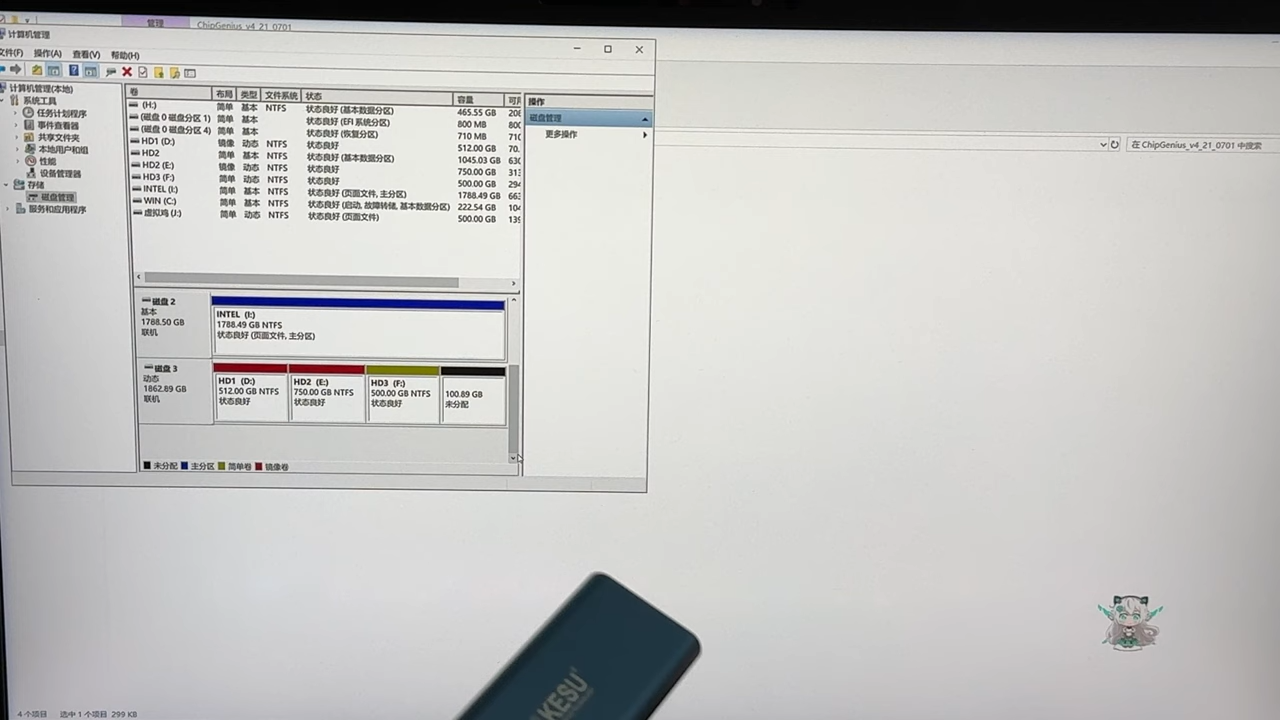 管理
ChipGenius_v4_21_0701
计算机管理
文件(F) 操作(A) 查看(V) 帮助(H)
计算机管理(本地)
系统工具
任务计划程序
事件查看器
共享文件夹
本地用户和组
性能
设备管理器
存储
磁盘管理
服务和应用程序
卷 布局 类型 文件系统 状态 容量
(H:) 简单 基本 NTFS 状态良好 (基本数据分区) 465.55 GB
(磁盘 0 磁盘分区 1) 简单 基本 状态良好 (EFI 系统分区) 800 MB
(磁盘 0 磁盘分区 4) 简单 基本 状态良好 (恢复分区) 710 MB
HD1 (D:) 镜像 动态 NTFS 状态良好 512.00 GB 70.
HD2 简单 基本 NTFS 状态良好 (基本数据分区) 1045.03 GB
HD2 (E:) 镜像 动态 NTFS 状态良好 750.00 GB
HD3 (F:) 简单 动态 NTFS 状态良好 500.00 GB
INTEL (I:) 简单 基本 NTFS 状态良好 (页面文件, 主分区) 1788.49 GB
WIN (C:) 简单 基本 NTFS 状态良好 (启动, 故障转储, 基本数据分区) 222.54 GB
虚拟鸡 (J:) 简单 动态 NTFS 状态良好 (页面文件) 500.00 GB
操作
磁盘管理
更多操作
在 ChipGenius_v4_21_0701 中搜索
磁盘 2
基本
1788.50 GB
联机
INTEL (I:)
1788.49 GB NTFS
状态良好 (页面文件, 主分区)
磁盘 3
动态
1862.89 GB
联机
HD1 (D:)
512.00 GB NTFS
状态良好
HD2 (E:)
750.00 GB NTFS
状态良好
HD3 (F:)
500.00 GB NTFS
状态良好
100.89 GB
未分配
未分配 主分区 简单卷 镜像卷
KESU
4 个项目 选中 1 个项目 299 KB